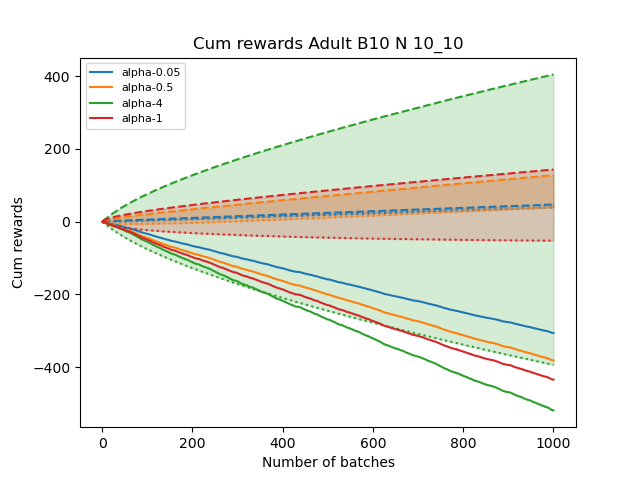 Cum rewards Adult B10 N 10_10
alpha-0.05
alpha-0.5
alpha-4
alpha-1
400
200
0
−200
−400
Cum rewards
0 200 400 600 800 1000
Number of batches